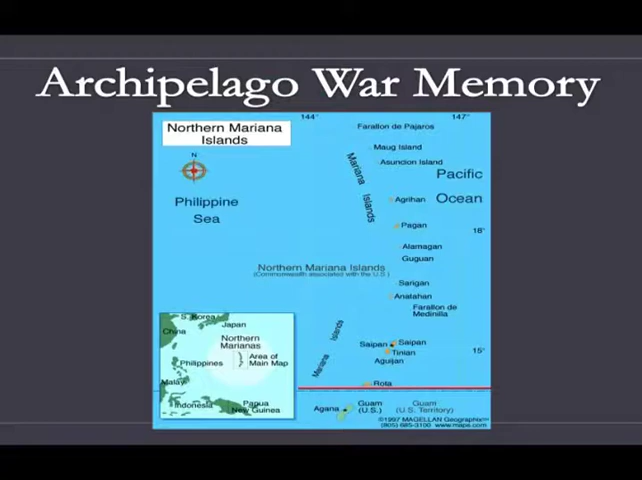 Archipelago War Memory
Northern Mariana
Islands
144°
147°
Farallon de Pajaros
Maug Island
Asuncion Island
Mariana Islands
Pacific
Ocean
N
Philippine
Sea
Agrihan
Pagan
18°
Alamagan
Guguan
Northern Mariana Islands
(Commonwealth associated with the U.S.)
Sarigan
Anatahan
Farallon de
Medinilla
Mariana Islands
Saipan
Saipan
Tinian
Aguijan
15°
Rota
S. Korea
Japan
China
Northern
Marianas
Area of
Main Map
Philippines
Malay
Indonesia
Papua
New Guinea
Agana
Guam
(U.S.)
Guam
(U.S. Territory)
©1997 MAGELLAN Geographix℠
(805) 685-3100 www.maps.com